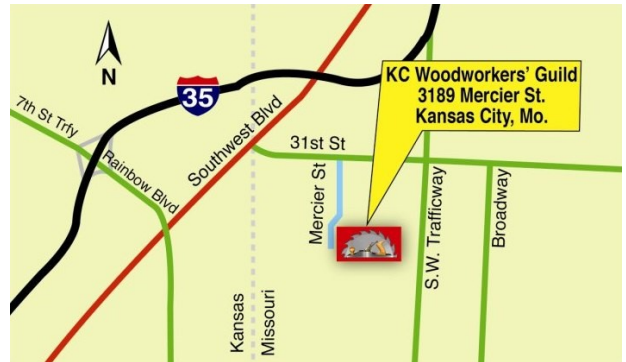 N
35
7th St Trfy
Rainbow Blvd
Southwest Blvd
KC Woodworkers' Guild
3189 Mercier St.
Kansas City, Mo.
31st St
Mercier St
S.W. Trafficway
Broadway
Kansas
Missouri